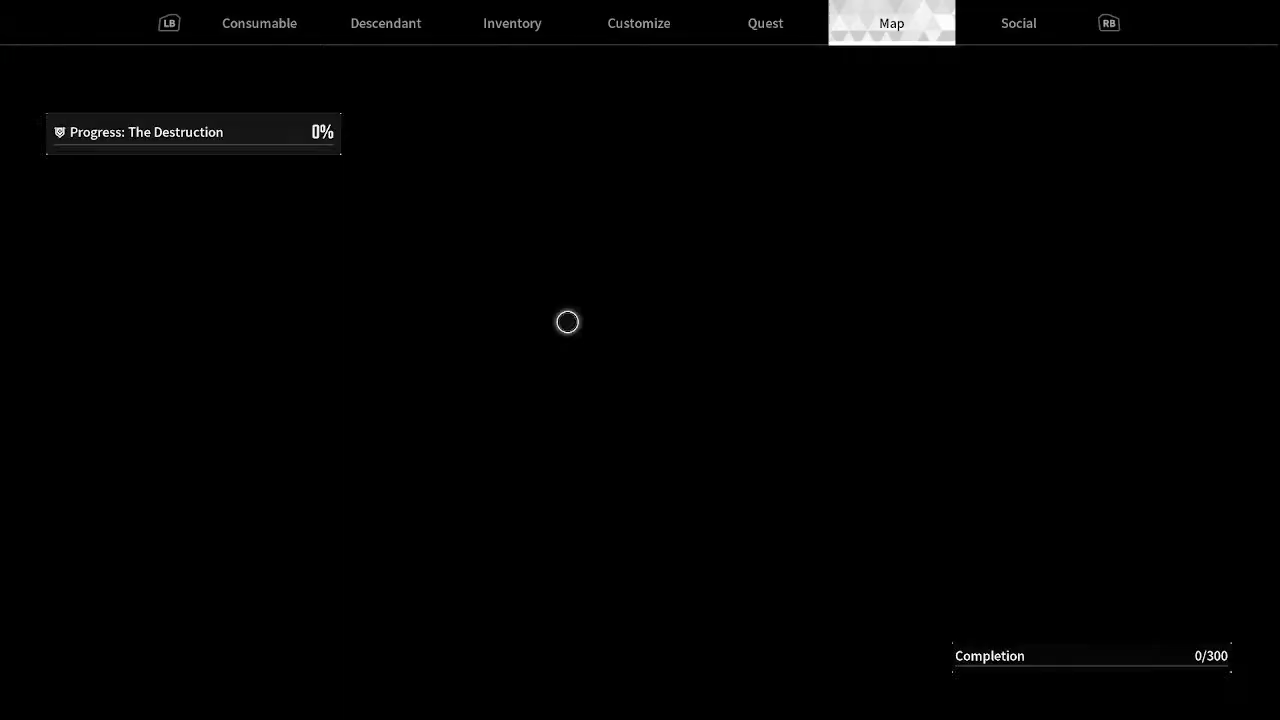 LB Consumable Descendant Inventory Customize Quest Map Social RB
Progress: The Destruction 0%
Completion 0/300